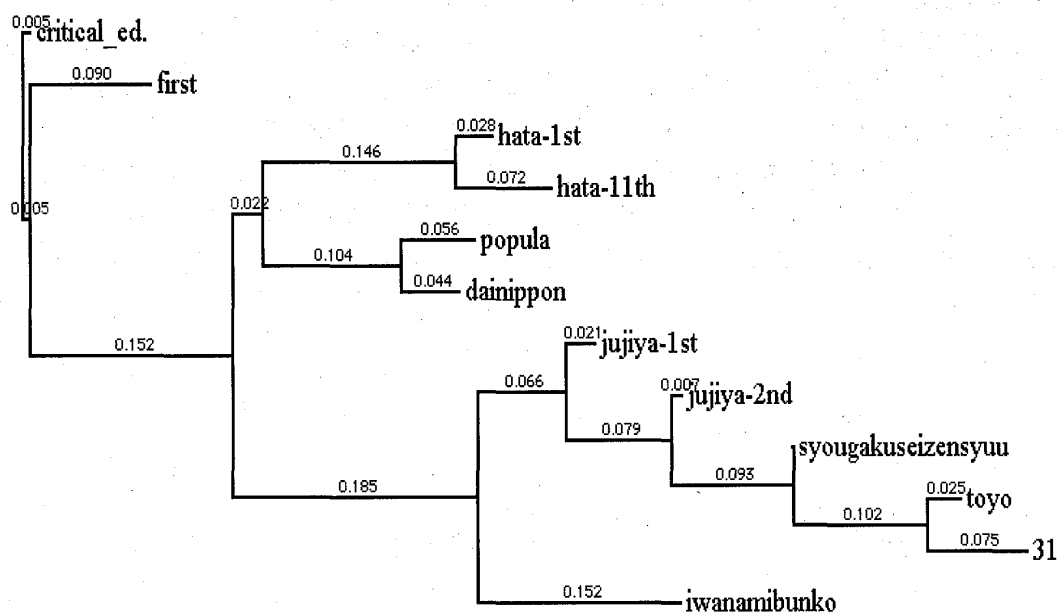 0.005
critical_ed.
0.090
first
0.028
hata-1st
0.146
0.072
hata-11th
0.005
0.022
0.056
popula
0.104
0.044
dainippon
0.021
jujiya-1st
0.152
0.066
0.007
jujiya-2nd
0.079
syougakuseizensyuu
0.093
0.025
toyo
0.185
0.102
0.075
31
0.152
iwanamibunko